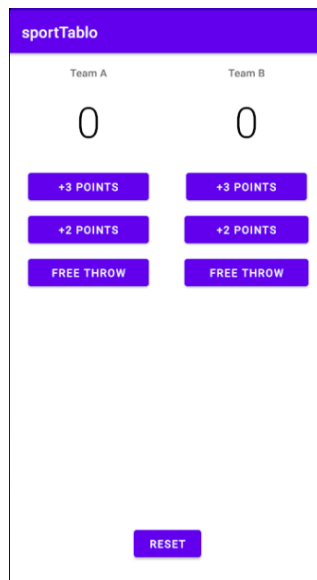 sportTablo
Team A Team B
0 0
+3 POINTS +3 POINTS
+2 POINTS +2 POINTS
FREE THROW FREE THROW
RESET